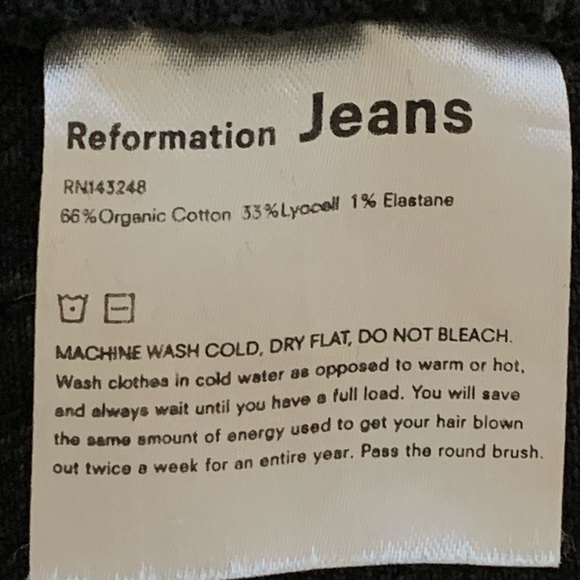 Reformation Jeans
RN143248
66%Organic Cotton 33%Lyocell 1% Elastane
MACHINE WASH COLD, DRY FLAT, DO NOT BLEACH.
Wash clothes in cold water as opposed to warm or hot,
and always wait until you have a full load. You will save
the same amount of energy used to get your hair blown
out twice a week for an entire year. Pass the round brush.